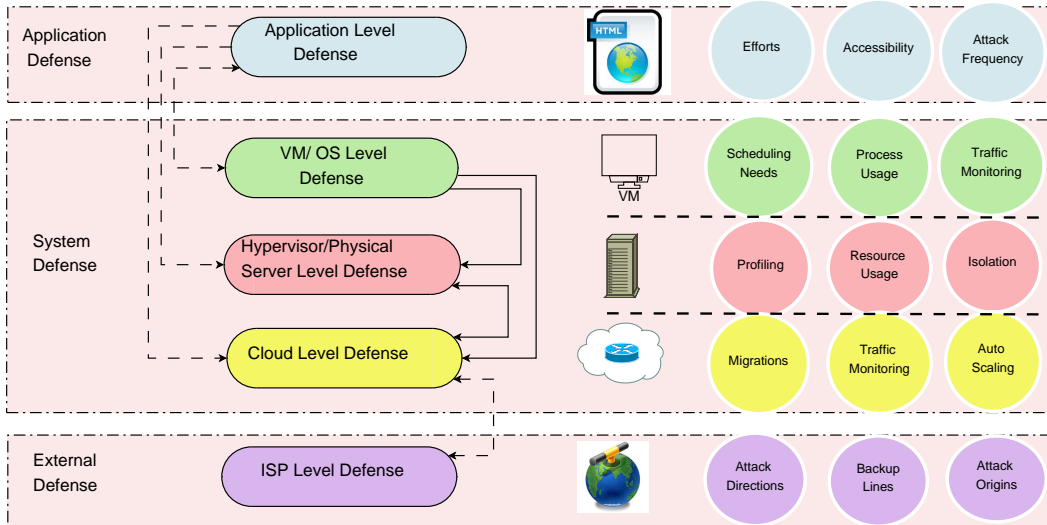 Application
Defense
Application Level
Defense
HTML
Efforts
Accessibility
Attack
Frequency
System
Defense
VM/ OS Level
Defense
VM
Scheduling
Needs
Process
Usage
Traffic
Monitoring
Hypervisor/Physical
Server Level Defense
Profiling
Resource
Usage
Isolation
Cloud Level Defense
Migrations
Traffic
Monitoring
Auto
Scaling
External
Defense
ISP Level Defense
Attack
Directions
Backup
Lines
Attack
Origins